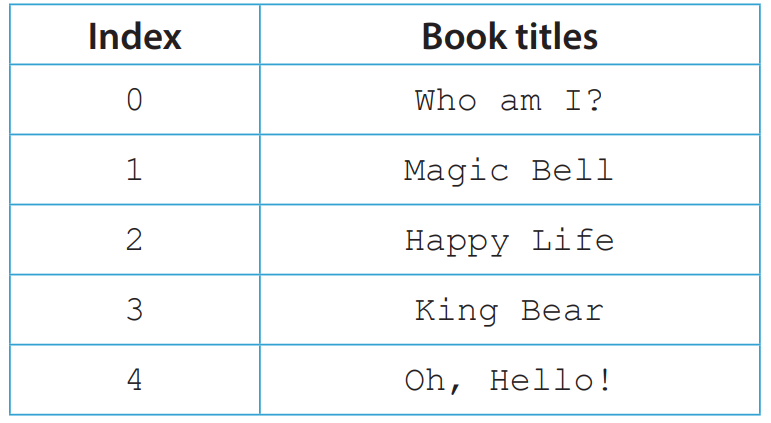 Index Book titles
0 Who am I?
1 Magic Bell
2 Happy Life
3 King Bear
4 Oh, Hello!